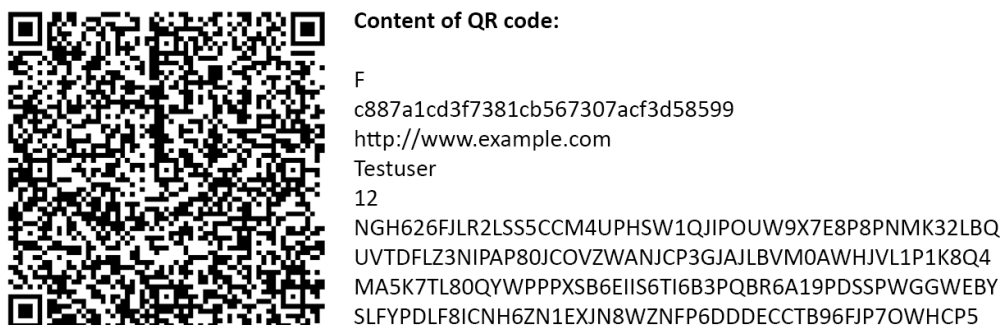 Content of QR code:
F
c887a1cd3f7381cb567307acf3d58599
http://www.example.com
Testuser
12
NGH626FJLR2LSS5CCM4UPHSW1QJIPOUW9X7E8P8PNMK32LBQ
UVTDFLZ3NIPAP80JCOVZWANJCP3GJAJLBVM0AWHJVL1P1K8Q4
MA5K7TL80QYWPPPXSB6EIIS6TI6B3PQBR6A19PDSSPWGGWEBY
SLFYPDLF8ICNH6ZN1EXJN8WZNFP6DDDECCTB96FJP7OWHCP5